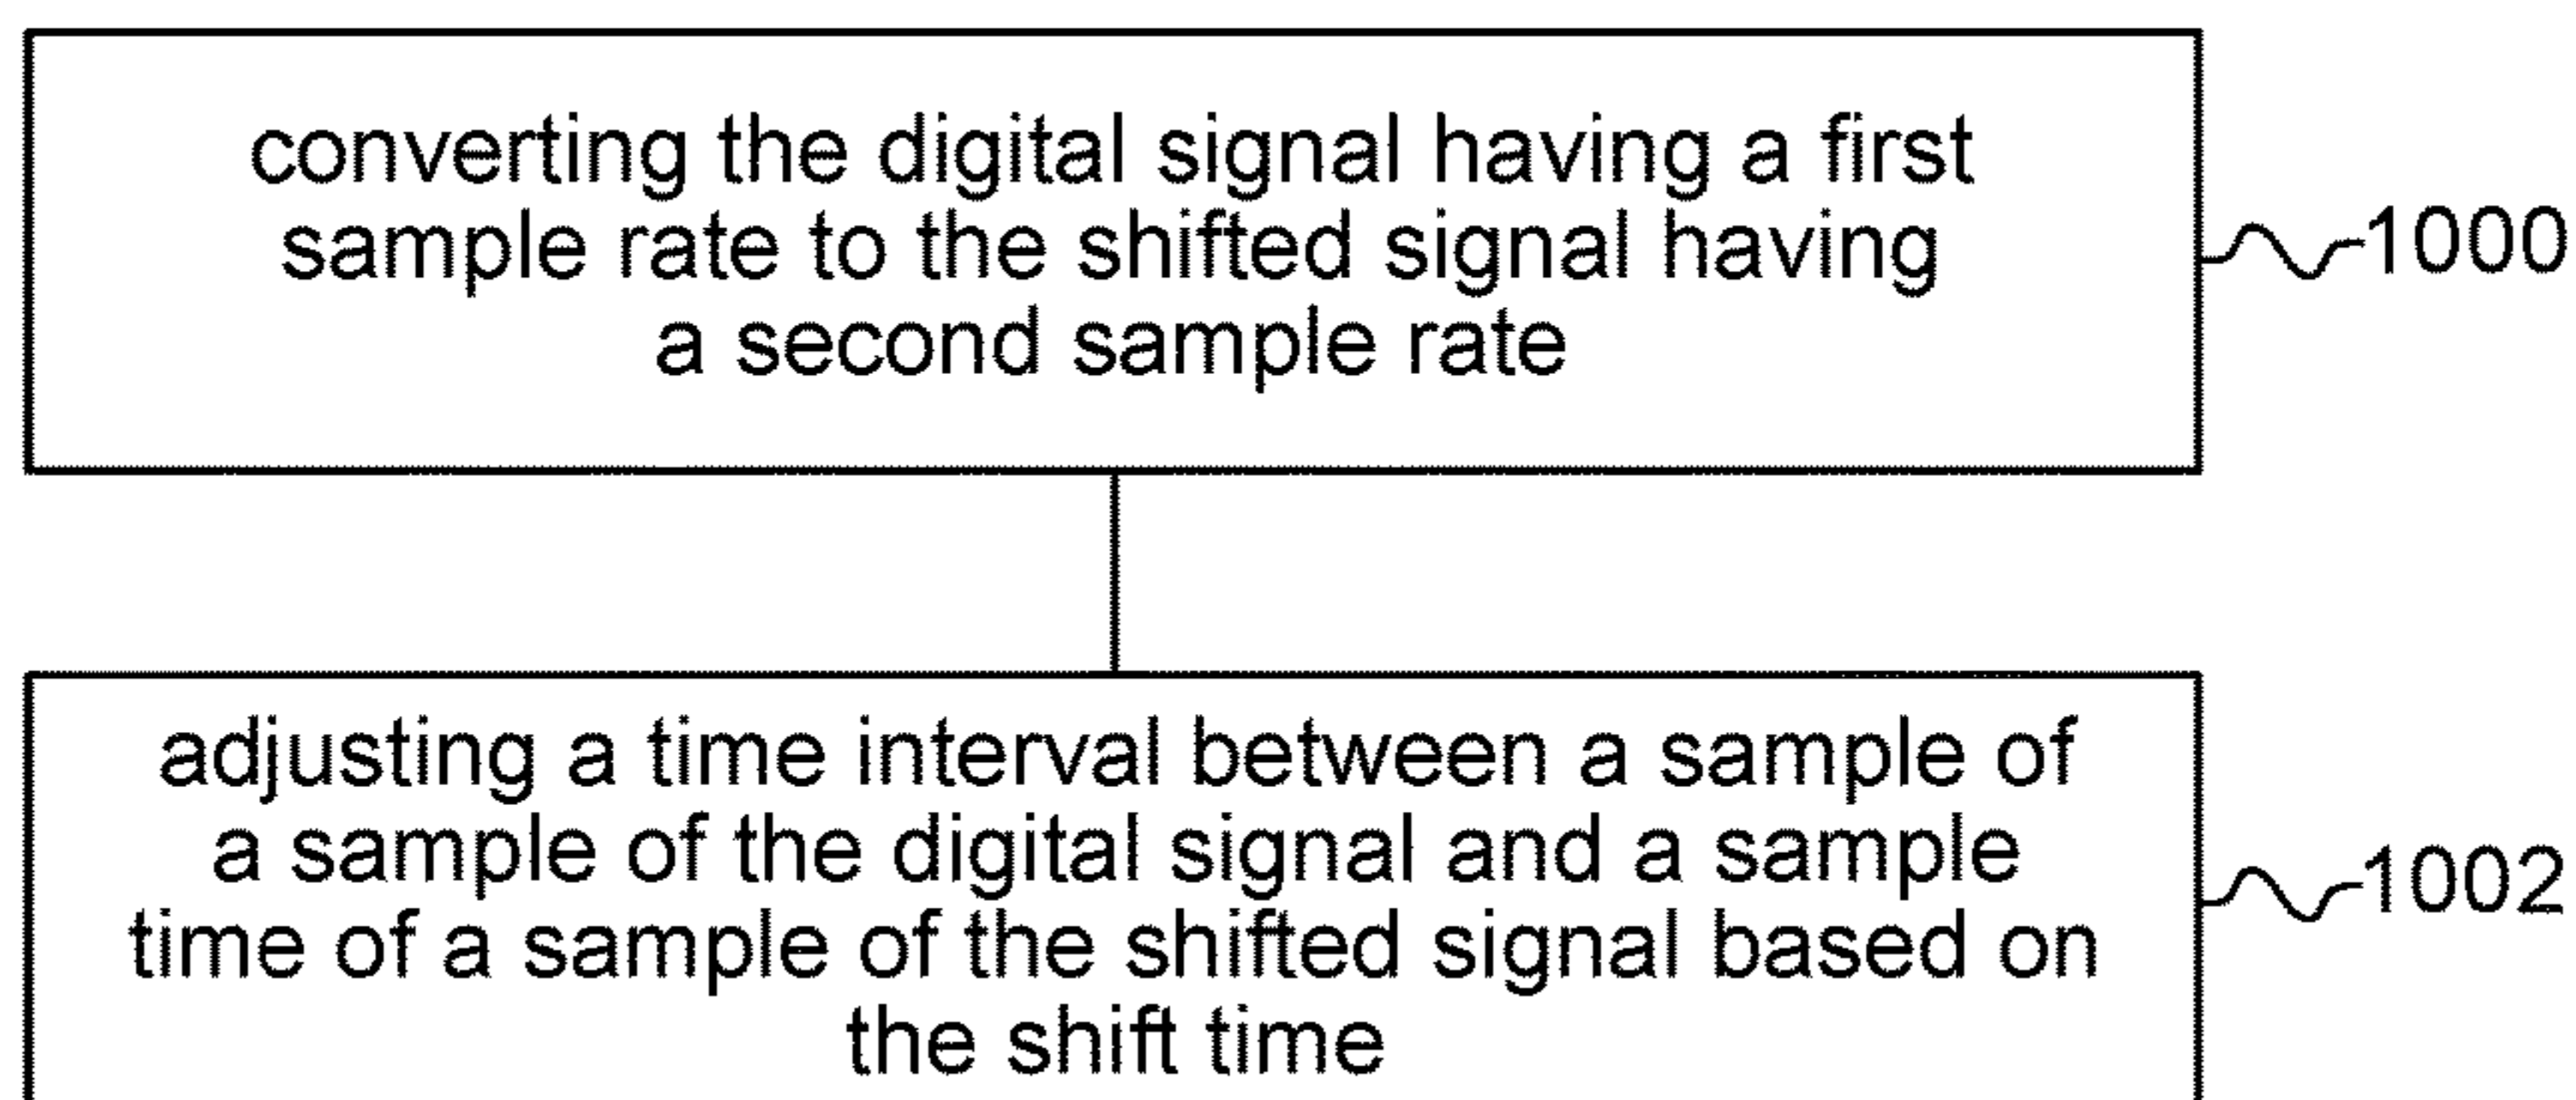 converting the digital signal having a first
sample rate to the shifted signal having
a second sample rate
1000
adjusting a time interval between a sample of
a sample of the digital signal and a sample
time of a sample of the shifted signal based on
the shift time
1002